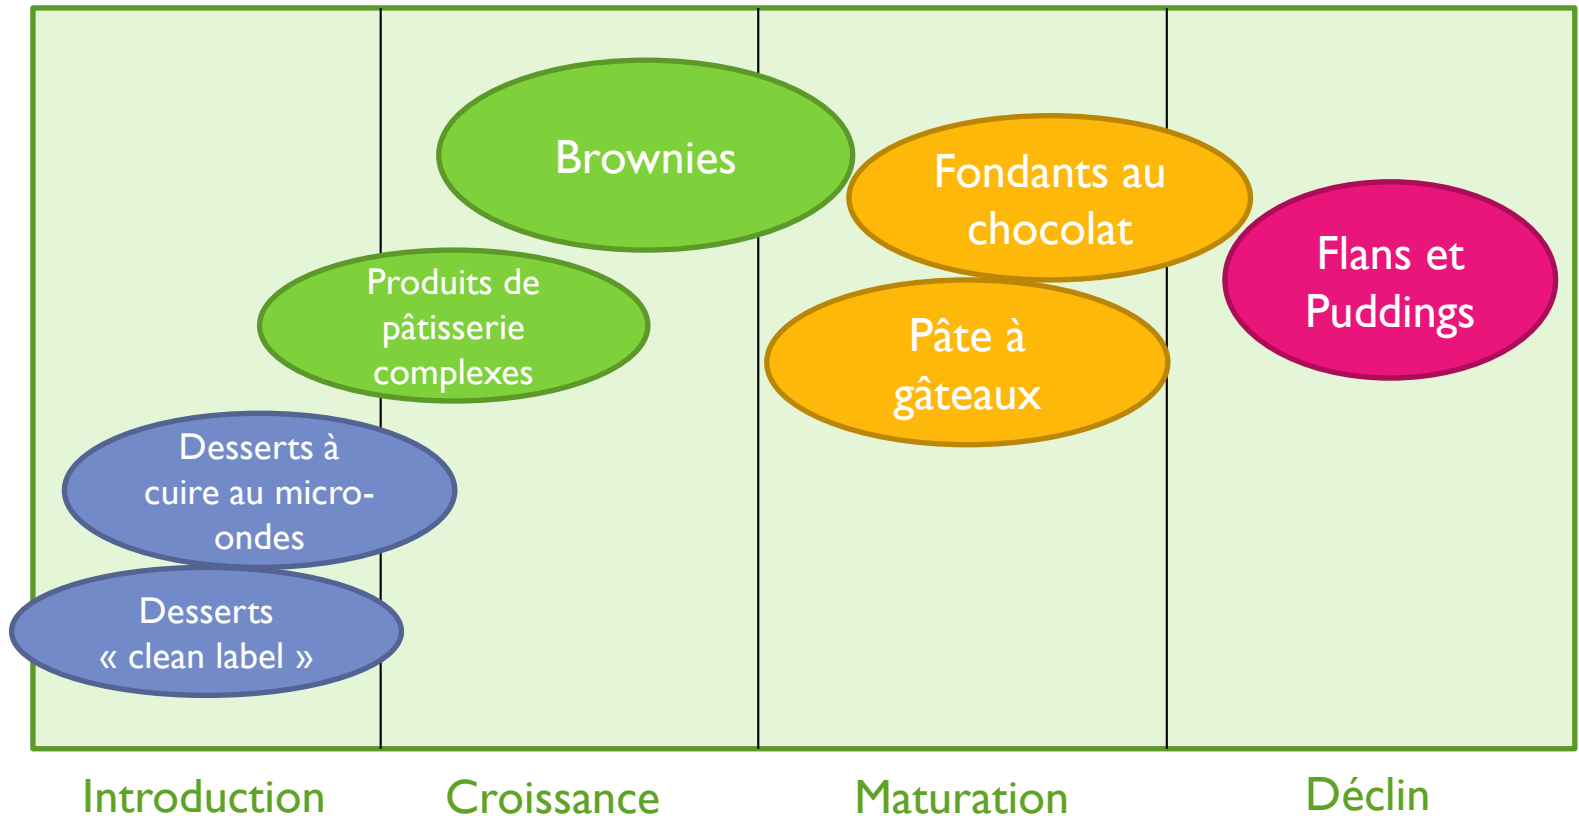 Brownies
Fondants au
chocolat
Flans et
Puddings
Produits de
pâtisserie
complexes
Pâte à
gâteaux
Desserts à
cuire au micro-
ondes
Desserts
« clean label »
Introduction
Croissance
Maturation
Déclin